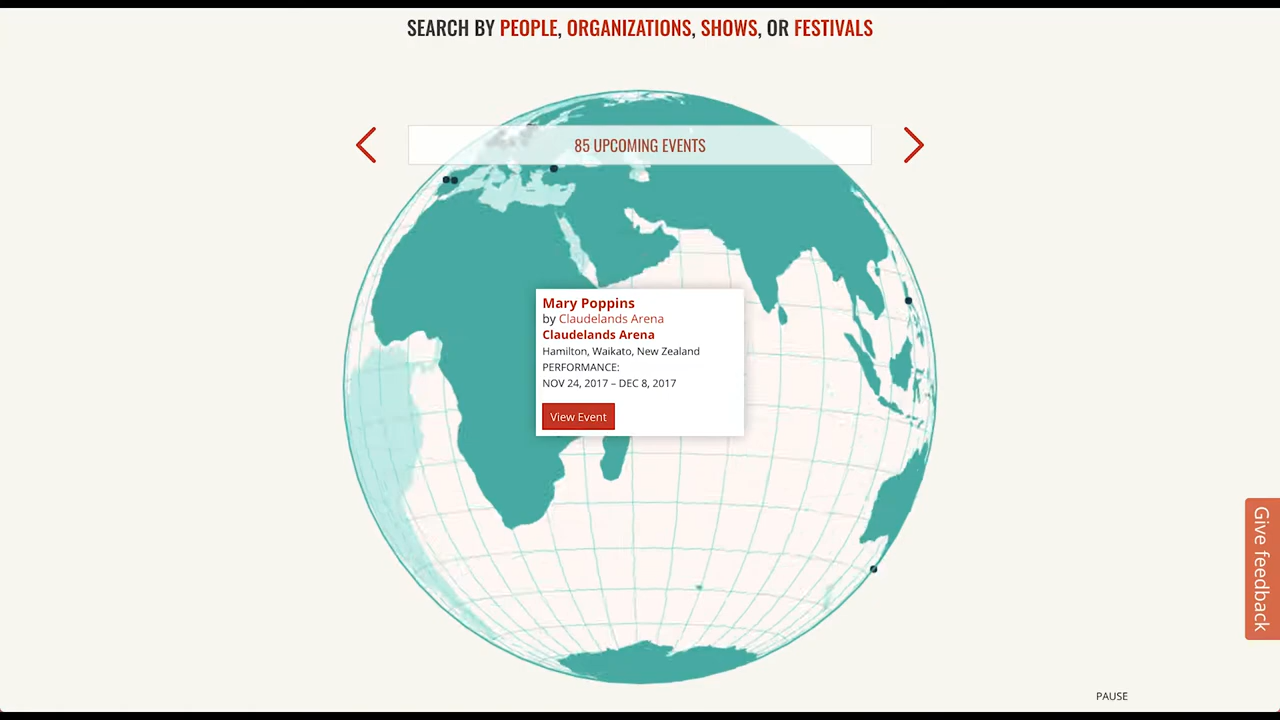 SEARCH BY PEOPLE, ORGANIZATIONS, SHOWS, OR FESTIVALS
85 UPCOMING EVENTS
Mary Poppins
by Claudelands Arena
Claudelands Arena
Hamilton, Waikato, New Zealand
PERFORMANCE:
NOV 24, 2017 – DEC 8, 2017
View Event
Give feedback
PAUSE